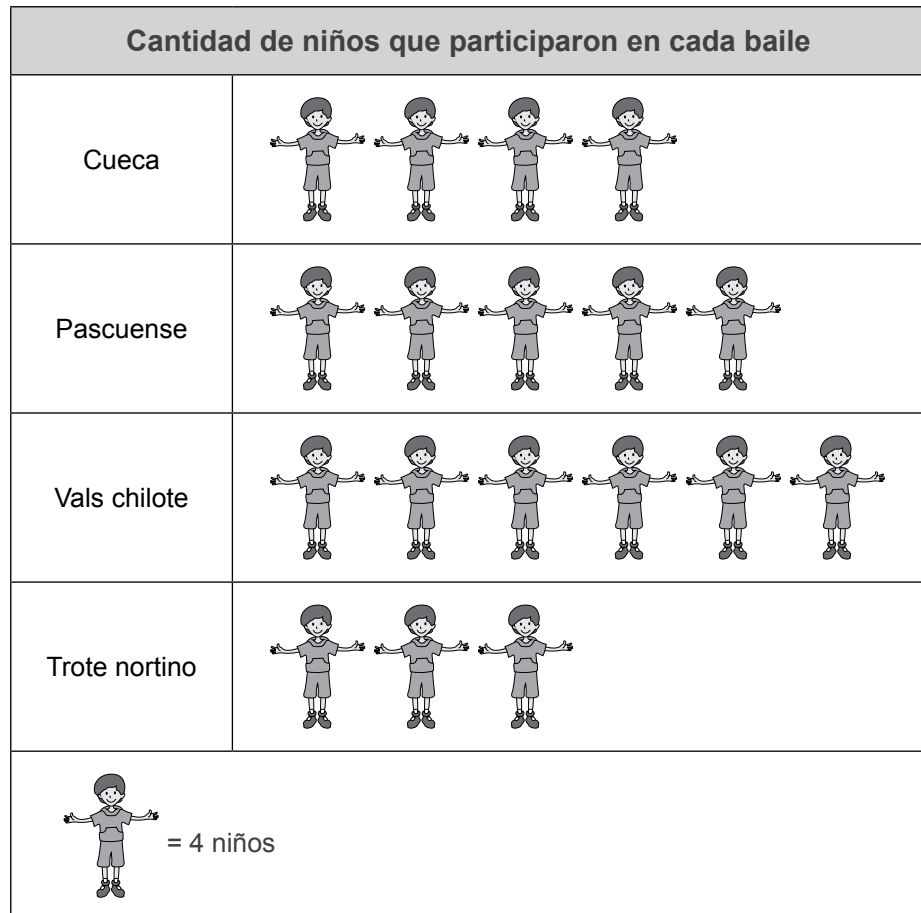 Cantidad de niños que participaron en cada baile
Cueca
Pascuense
Vals chilote
Trote nortino
= 4 niños